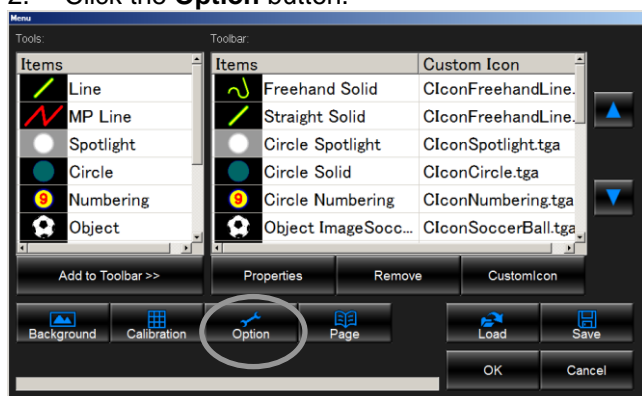 2. Click the Option button.
Menu
Tools: Toolbar:
Items Items Custom Icon
Line Freehand Solid CIconFreehandLine.
MP Line Straight Solid CIconFreehandLine.
Spotlight Circle Spotlight CIconSpotlight.tga
Circle Circle Solid CIconCircle.tga
9 Numbering 9 Circle Numbering CIconNumbering.tga
Object Object ImageSocc... CIconSoccerBall.tga
Add to Toolbar >> Properties Remove CustomIcon
Background Calibration Option Page Load Save
OK Cancel